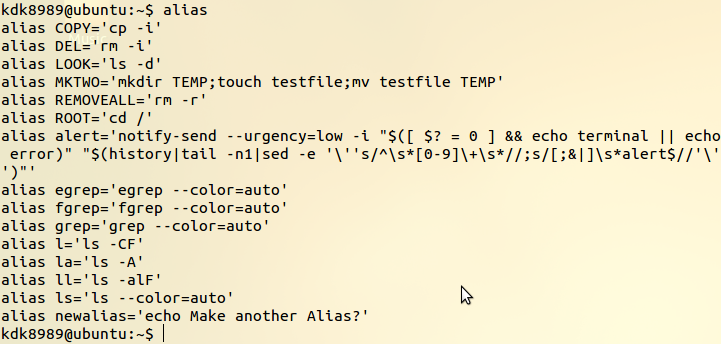 kdk8989@ubuntu:~$ alias
alias COPY='cp -i'
alias DEL='rm -i'
alias LOOK='ls -d'
alias MKTWO='mkdir TEMP;touch testfile;mv testfile TEMP'
alias REMOVEALL='rm -r'
alias ROOT='cd /'
alias alert='notify-send --urgency=low -i "$([ $? = 0 ] && echo terminal || echo
 error)" "$(history|tail -n1|sed -e '\''s/^\s*[0-9]\+\s*//;s/[;&|]\s*alert$//'\'
')"'
alias egrep='egrep --color=auto'
alias fgrep='fgrep --color=auto'
alias grep='grep --color=auto'
alias l='ls -CF'
alias la='ls -A'
alias ll='ls -alF'
alias ls='ls --color=auto'
alias newalias='echo Make another Alias?'
kdk8989@ubuntu:~$